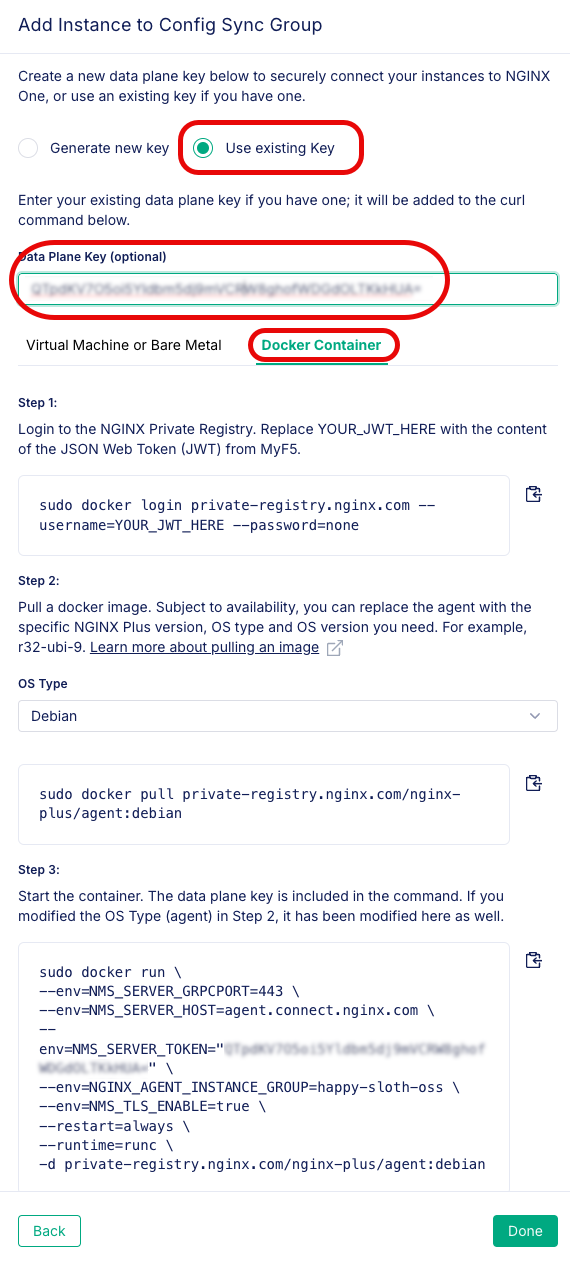 Add Instance to Config Sync Group
Create a new data plane key below to securely connect your instances to NGINX
One, or use an existing key if you have one.
Generate new key
Use existing Key
Enter your existing data plane key if you have one; it will be added to the curl
command below.
Data Plane Key (optional)
Virtual Machine or Bare Metal
Docker Container
Step 1:
Login to the NGINX Private Registry. Replace YOUR_JWT_HERE with the content
of the JSON Web Token (JWT) from MyF5.
sudo docker login private-registry.nginx.com --
username=YOUR_JWT_HERE --password=none
Step 2:
Pull a docker image. Subject to availability, you can replace the agent with the
specific NGINX Plus version, OS type and OS version you need. For example,
r32-ubi-9. Learn more about pulling an image
OS Type
Debian
sudo docker pull private-registry.nginx.com/nginx-
plus/agent:debian
Step 3:
Start the container. The data plane key is included in the command. If you
modified the OS Type (agent) in Step 2, it has been modified here as well.
sudo docker run \
--env=NMS_SERVER_GRPCPORT=443 \
--env=NMS_SERVER_HOST=agent.connect.nginx.com \
--
env=NMS_SERVER_TOKEN="
" \
--env=NGINX_AGENT_INSTANCE_GROUP=happy-sloth-oss \
--env=NMS_TLS_ENABLE=true \
--restart=always \
--runtime=runc \
-d private-registry.nginx.com/nginx-plus/agent:debian
Back
Done